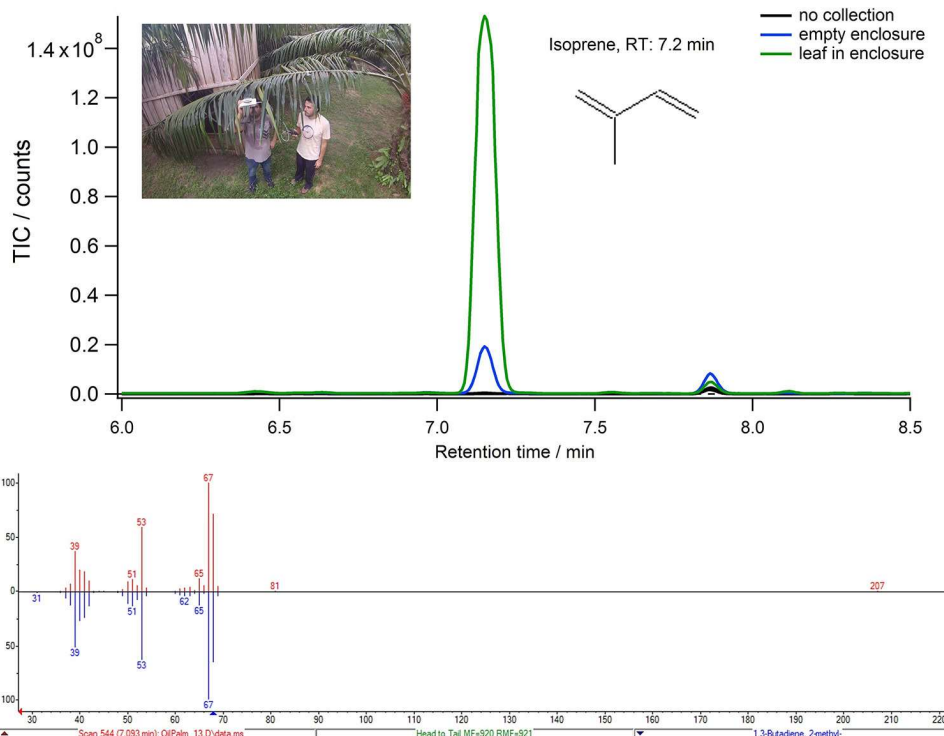 no collection
empty enclosure
leaf in enclosure
Isoprene, RT: 7.2 min
1.4x10⁸
1.2
1.0
0.8
0.6
0.4
0.2
0.0
TIC / counts
6.0 6.5 7.0 7.5 8.0 8.5
Retention time / min
100
50
0
50
100
67
53
39
51
65
81
207
31
62
51
65
39
53
67
30 40 50 60 70 80 90 100 110 120 130 140 150 160 170 180 190 200 210 220
Scan 544 (7.093 min): OilPalm_13.D\data.ms
Head to Tail MF=920 RMF=921
1,3-Butadiene, 2-methyl-